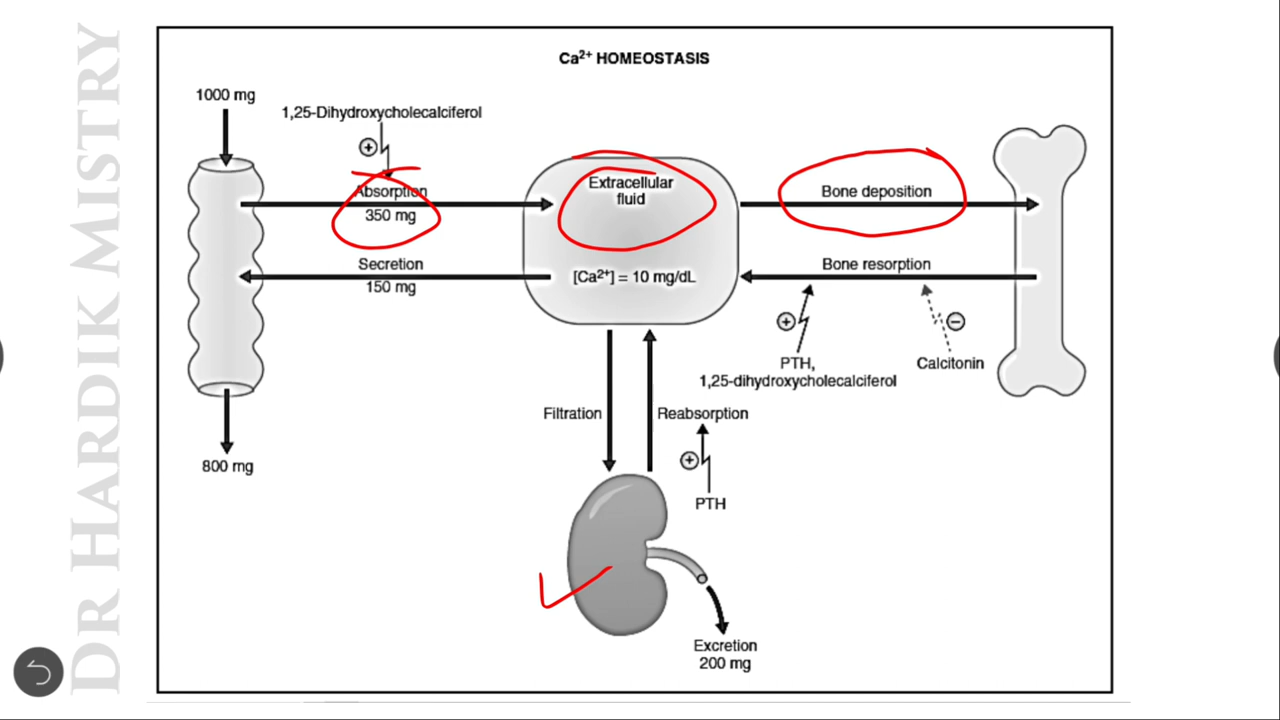 DR HARDIK MISTRY
Ca²⁺ HOMEOSTASIS
1000 mg
1,25-Dihydroxycholecalciferol
+
Absorption
350 mg
Secretion
150 mg
800 mg
Extracellular
fluid
[Ca²⁺] = 10 mg/dL
Bone deposition
Bone resorption
+
−
PTH,
1,25-dihydroxycholecalciferol
Calcitonin
Filtration
Reabsorption
+
PTH
Excretion
200 mg